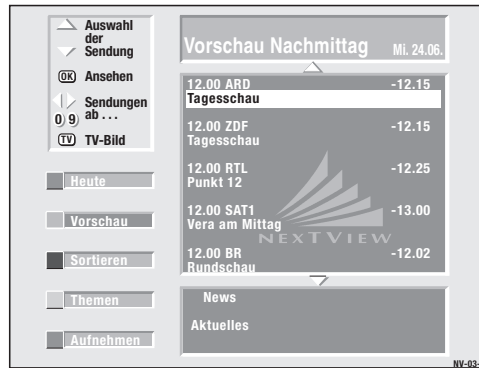 Auswahl
der
Sendung
OK Ansehen
Sendungen
0 9 ab . . .
TV TV-Bild
Heute
Vorschau
Sortieren
Themen
Aufnehmen
Vorschau Nachmittag Mi. 24.06.
12.00 ARD -12.15
Tagesschau
12.00 ZDF -12.15
Tagesschau
12.00 RTL -12.25
Punkt 12
12.00 SAT1 -13.00
Vera am Mittag
NEXTVIEW
12.00 BR -12.02
Rundschau
News
Aktuelles
NV-03-